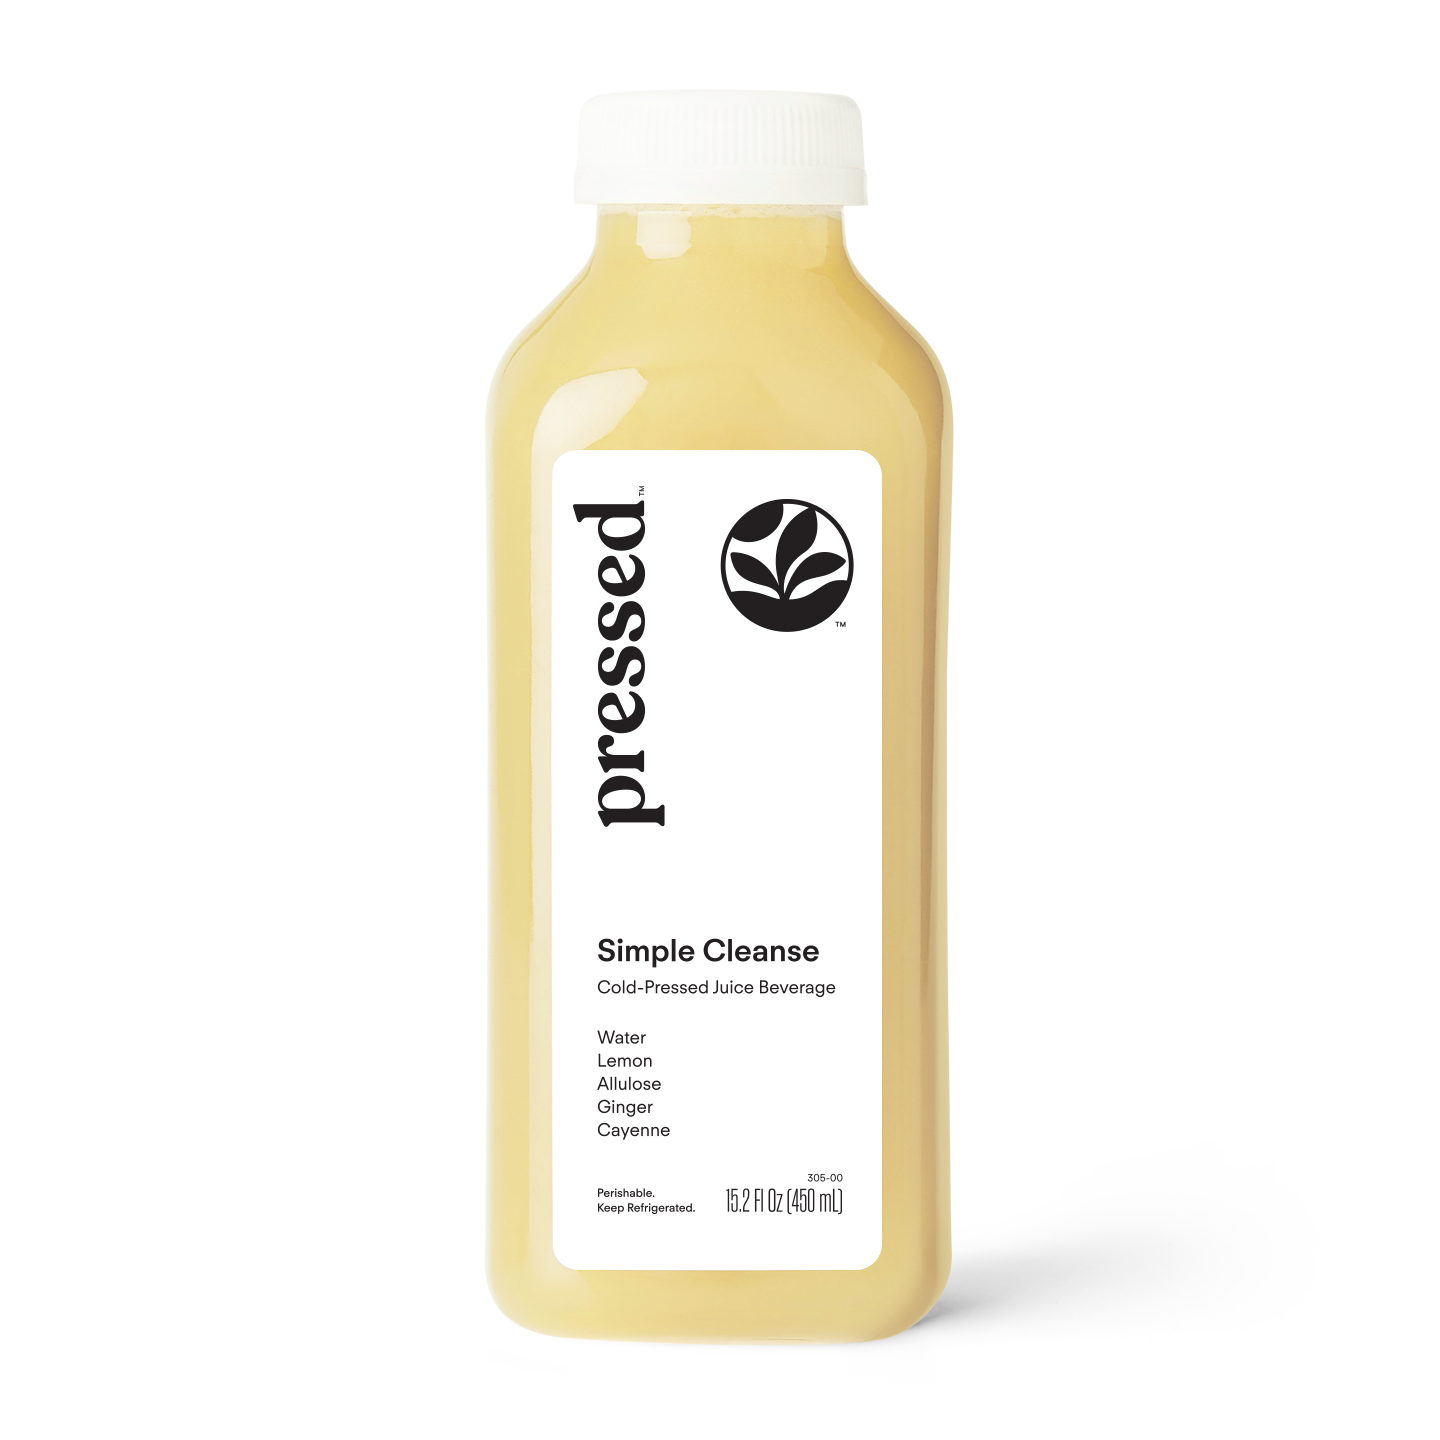 pressed™
™
Simple Cleanse
Cold-Pressed Juice Beverage
Water
Lemon
Allulose
Ginger
Cayenne
305-00
Perishable.
Keep Refrigerated.
15.2 Fl Oz (450 mL)